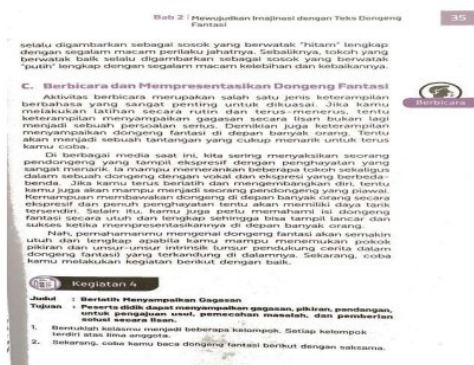 Bab 2 | Mewujudkan Imajinasi dengan Teks Dongeng
Fantasi
35
selalu digambarkan sebagai sosok yang berwatak "hitam" lengkap
dengan segalam macam perilaku jahatnya. Sebaliknya, tokoh yang
berwatak baik selalu digambarkan sebagai sosok yang berwatak
"putih" lengkap dengan segalam macam kelebihan dan kebaikannya.
C. Berbicara dan Mempresentasikan Dongeng Fantasi
Berbicara
Aktivitas berbicara merupakan salah satu jenis keterampilan
berbahasa yang sangat penting untuk dikuasai. Jika kamu
melakukan latihan secara rutin dan terus-menerus, tentu
keterampilan menyampaikan gagasan secara lisan bukan lagi
menjadi sebuah persoalan serius. Demikian juga keterampilan
menyampaikan dongeng fantasi di depan banyak orang. Tentu
akan menjadi sebuah tantangan yang cukup menarik untuk terus
kamu coba.
Di berbagai media saat ini, kita sering menyaksikan seorang
pendongeng yang tampil ekspresif dengan penghayatan yang
sangat menarik. Ia mampu memerankan beberapa tokoh sekaligus
dalam sebuah dongeng dengan vokal dan ekspresi yang berbeda-
benda. Jika kamu terus berlatih dan mengembangkan diri, tentu
kamu juga akan mampu menjadi seorang pendongeng yang piawai.
Kemampuan membawakan dongeng di depan banyak orang secara
ekspresif dan penuh penghayatan tentu akan memiliki daya tarik
tersendiri. Selain itu, kamu juga perlu memahami isi dongeng
fantasi secara utuh dan lengkap sehingga bisa tampil lancar dan
sukses ketika mempresentasikannya di depan banyak orang.
Nah, pemahamanmu mengenai dongeng fantasi akan semakin
utuh dan lengkap apabila kamu mampu menemukan pokok
pikiran dan unsur-unsur intrinsik (unsur pendukung cerita dalam
dongeng fantasi) yang terkandung di dalamnya. Sekarang, coba
kamu melakukan kegiatan berikut dengan baik.
Kegiatan 4
Judul : Berlatih Menyampaikan Gagasan
Tujuan : Peserta didik dapat menyampaikan gagasan, pikiran, pandangan,
untuk pengajuan usul, pemecahan masalah, dan pemberian
solusi secara lisan.
1. Bentuklah kelasmu menjadi beberapa kelompok. Setiap kelompok
terdiri atas lima anggota.
2. Sekarang, coba kamu baca dongeng fantasi berikut dengan saksama.